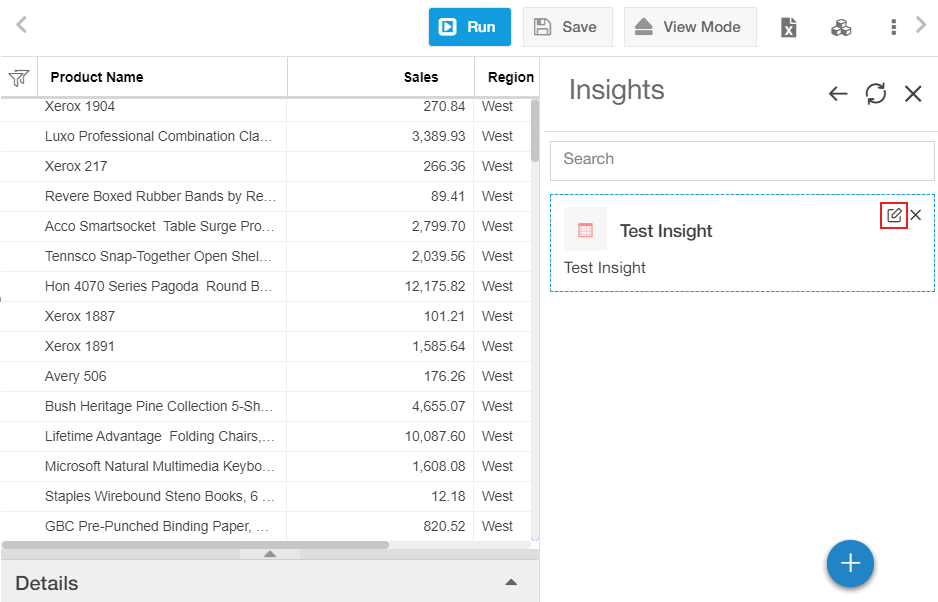 Run Save View Mode
Product Name Sales Region
Xerox 1904 270.84 West
Luxo Professional Combination Cla... 3,389.93 West
Xerox 217 266.36 West
Revere Boxed Rubber Bands by Re... 89.41 West
Acco Smartsocket Table Surge Pro... 2,799.70 West
Tennsco Snap-Together Open Shel... 2,039.56 West
Hon 4070 Series Pagoda Round B... 12,175.82 West
Xerox 1887 101.21 West
Xerox 1891 1,585.64 West
Avery 506 176.26 West
Bush Heritage Pine Collection 5-Sh... 4,655.07 West
Lifetime Advantage Folding Chairs,... 10,087.60 West
Microsoft Natural Multimedia Keybo... 1,608.08 West
Staples Wirebound Steno Books, 6 ... 12.18 West
GBC Pre-Punched Binding Paper, ... 820.52 West
Details
Insights
Search
Test Insight
Test Insight